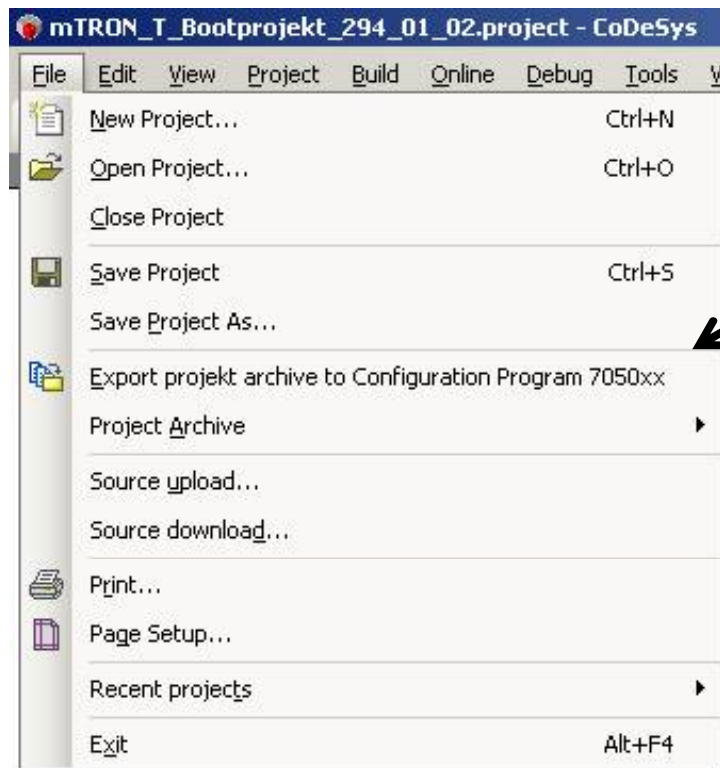 mTRON_T_Bootprojekt_294_01_02.project - CoDeSys
File Edit View Project Build Online Debug Tools
New Project... Ctrl+N
Open Project... Ctrl+O
Close Project
Save Project Ctrl+S
Save Project As...
Export projekt archive to Configuration Program 7050xx
Project Archive
Source upload...
Source download...
Print...
Page Setup...
Recent projects
Exit Alt+F4